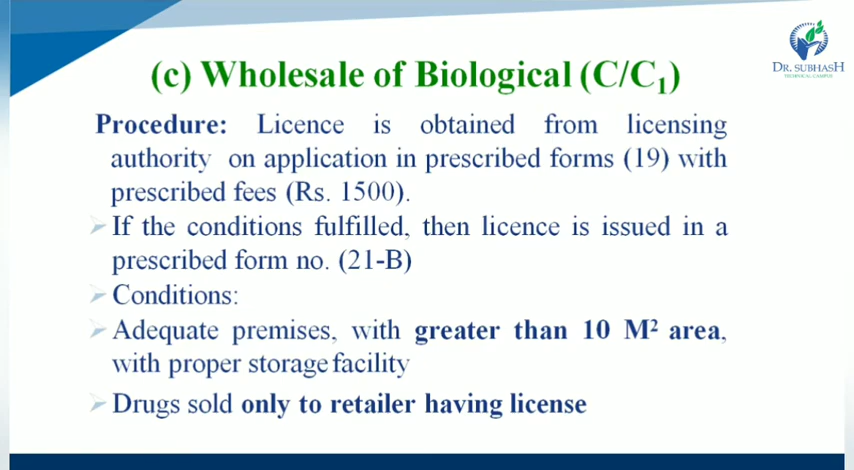 DR. SUBHASH
TECHNICAL CAMPUS
(c) Wholesale of Biological (C/C₁)
Procedure: Licence is obtained from licensing
authority on application in prescribed forms (19) with
prescribed fees (Rs. 1500).
If the conditions fulfilled, then licence is issued in a
prescribed form no. (21-B)
Conditions:
Adequate premises, with greater than 10 M² area,
with proper storage facility
Drugs sold only to retailer having license